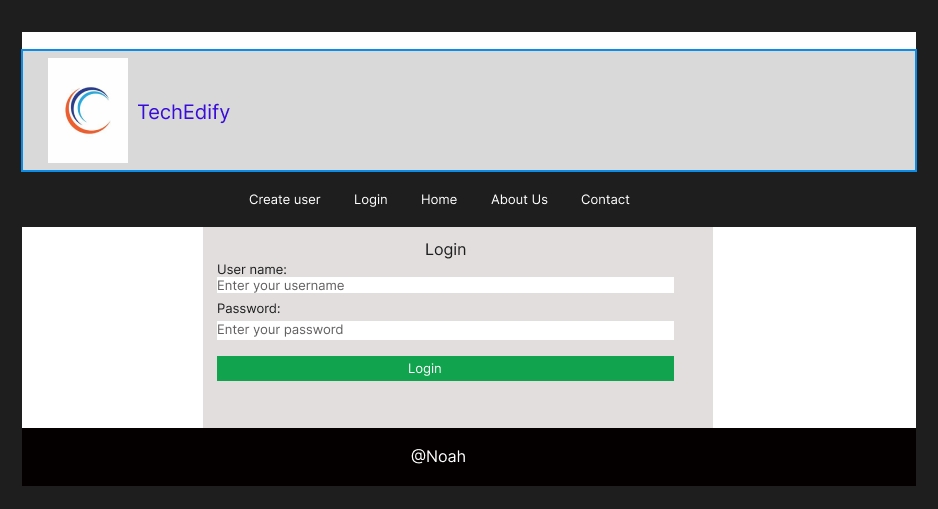 TechEdify
Create user Login Home About Us Contact
Login
User name:
Enter your username
Password:
Enter your password
Login
@Noah